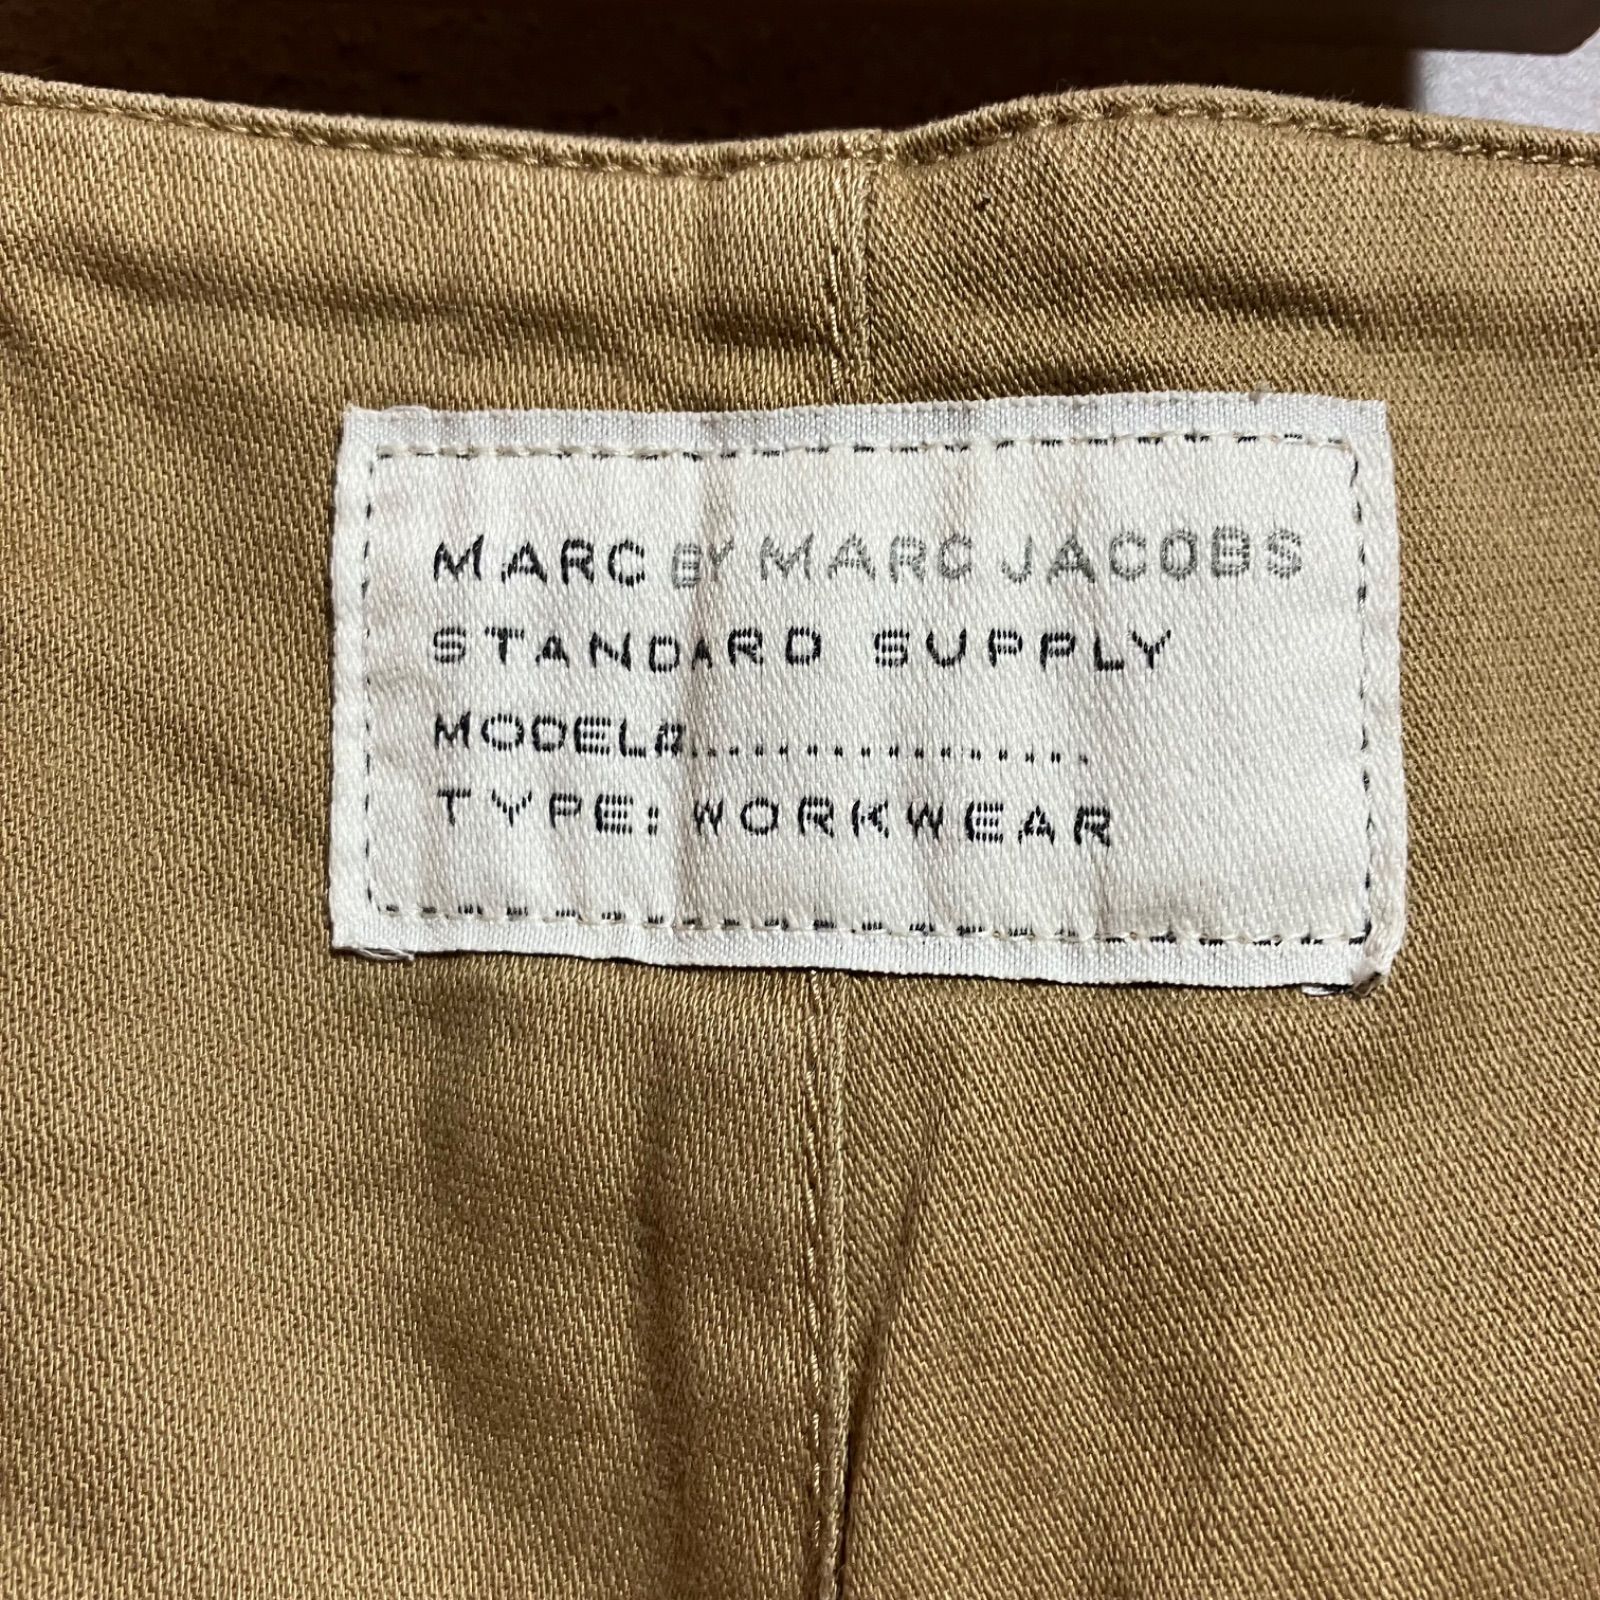 MARC BY MARC JACOBS
STANDARD SUPPLY
MODEL#..................
TYPE: WORKWEAR